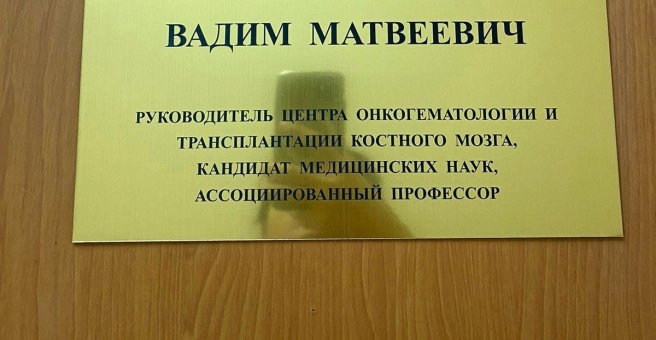 ВАДИМ МАТВЕЕВИЧ
РУКОВОДИТЕЛЬ ЦЕНТРА ОНКОГЕМАТОЛОГИИ И
ТРАНСПЛАНТАЦИИ КОСТНОГО МОЗГА,
КАНДИДАТ МЕДИЦИНСКИХ НАУК,
АССОЦИИРОВАННЫЙ ПРОФЕССОР